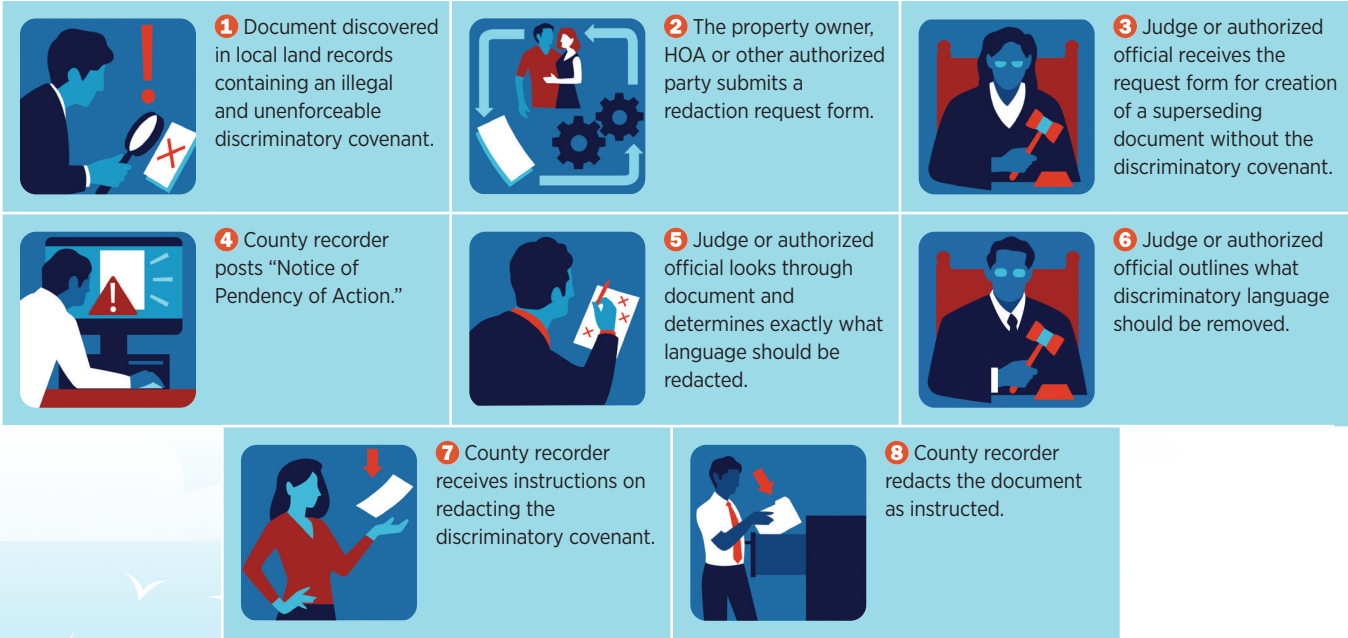 1 Document discovered
in local land records
containing an illegal
and unenforceable
discriminatory covenant.
2 The property owner,
HOA or other authorized
party submits a
redaction request form.
3 Judge or authorized
official receives the
request form for creation
of a superseding
document without the
discriminatory covenant.
4 County recorder
posts “Notice of
Pendency of Action.”
5 Judge or authorized
official looks through
document and
determines exactly what
language should be
redacted.
6 Judge or authorized
official outlines what
discriminatory language
should be removed.
7 County recorder
receives instructions on
redacting the
discriminatory covenant.
8 County recorder
redacts the document
as instructed.